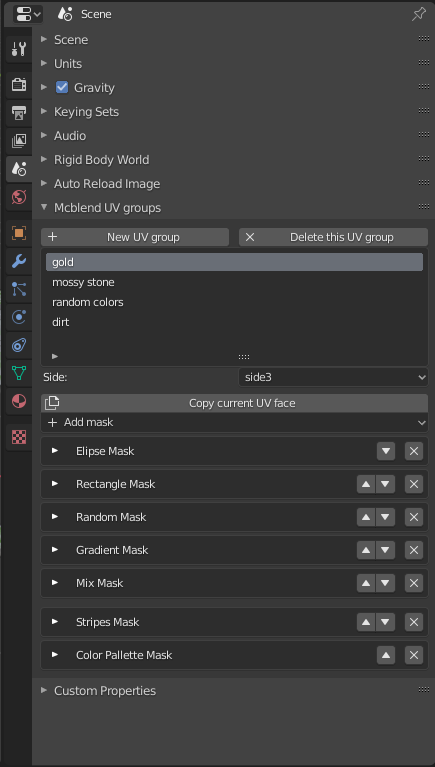 Scene
Scene
Units
Gravity
Keying Sets
Audio
Rigid Body World
Auto Reload Image
Mcblend UV groups
New UV group
Delete this UV group
gold
mossy stone
random colors
dirt
Side:
side3
Copy current UV face
Add mask
Elipse Mask
Rectangle Mask
Random Mask
Gradient Mask
Mix Mask
Stripes Mask
Color Pallette Mask
Custom Properties